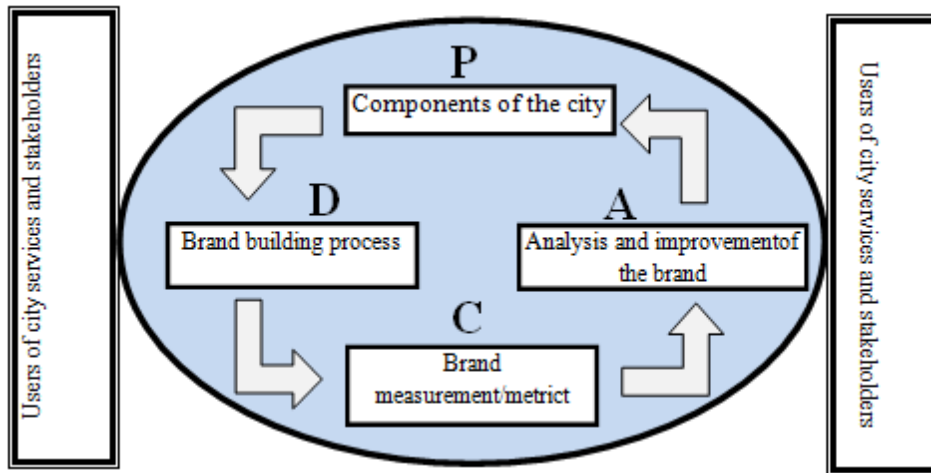 Users of city services and stakeholders
P
Components of the city
D
Brand building process
A
Analysis and improvementof
the brand
C
Brand
measurement/metrict
Users of city services and stakeholders